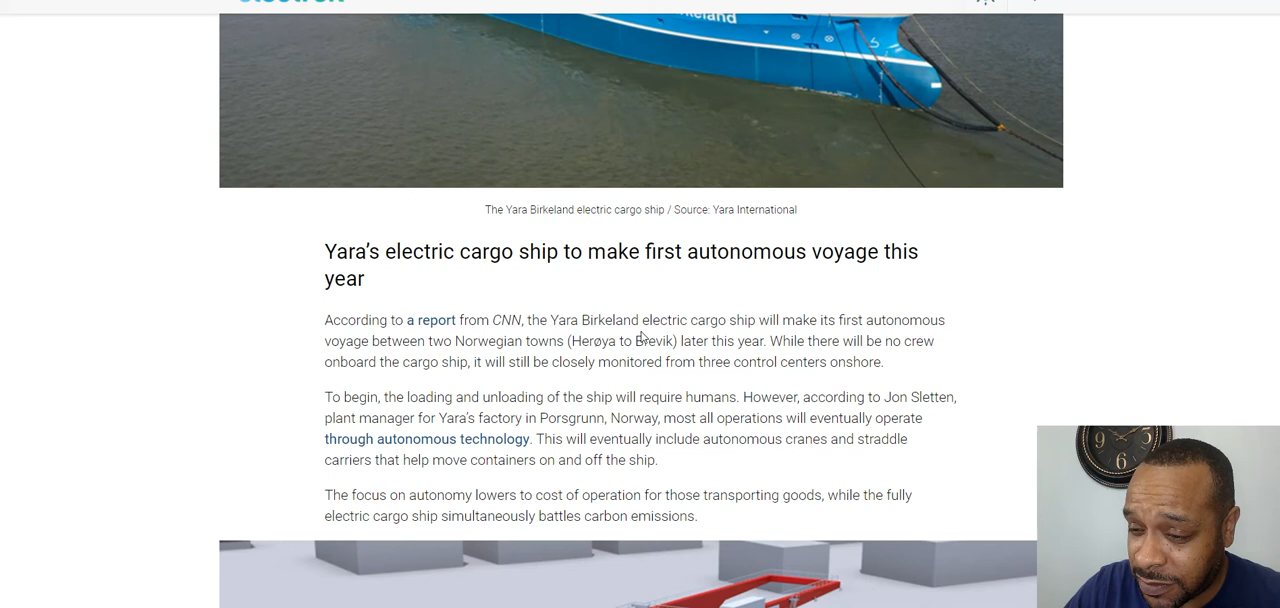 The Yara Birkeland electric cargo ship / Source: Yara International
Yara's electric cargo ship to make first autonomous voyage this
year
According to a report from CNN, the Yara Birkeland electric cargo ship will make its first autonomous
voyage between two Norwegian towns (Herøya to Brevik) later this year. While there will be no crew
onboard the cargo ship, it will still be closely monitored from three control centers onshore.
To begin, the loading and unloading of the ship will require humans. However, according to Jon Sletten,
plant manager for Yara's factory in Porsgrunn, Norway, most all operations will eventually operate
through autonomous technology. This will eventually include autonomous cranes and straddle
carriers that help move containers on and off the ship.
The focus on autonomy lowers to cost of operation for those transporting goods, while the fully
electric cargo ship simultaneously battles carbon emissions.
9
5
6